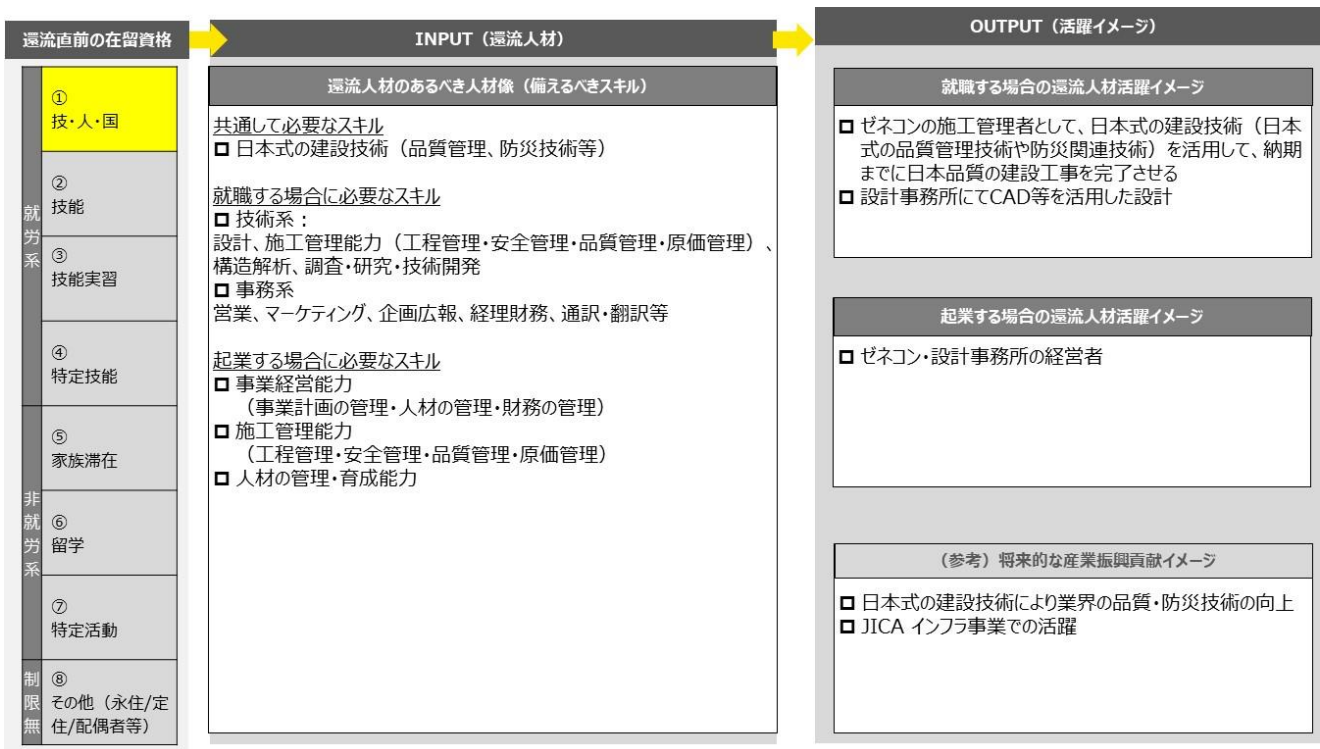 還流直前の在留資格
就労系
①
技・人・国
②
技能
③
技能実習
④
特定技能
非就労系
⑤
家族滞在
⑥
留学
⑦
特定活動
制限無
⑧
その他（永住/定
住/配偶者等）
INPUT（還流人材）
還流人材のあるべき人材像（備えるべきスキル）
共通して必要なスキル
日本式の建設技術（品質管理、防災技術等）
就職する場合に必要なスキル
技術系：
設計、施工管理能力（工程管理・安全管理・品質管理・原価管理）、
構造解析、調査・研究・技術開発
事務系
営業、マーケティング、企画広報、経理財務、通訳・翻訳等
起業する場合に必要なスキル
事業経営能力
（事業計画の管理・人材の管理・財務の管理）
施工管理能力
（工程管理・安全管理・品質管理・原価管理）
人材の管理・育成能力
OUTPUT（活躍イメージ）
就職する場合の還流人材活躍イメージ
ゼネコンの施工管理者として、日本式の建設技術（日本
式の品質管理技術や防災関連技術）を活用して、納期
までに日本品質の建設工事を完了させる
設計事務所にてCAD等を活用した設計
起業する場合の還流人材活躍イメージ
ゼネコン・設計事務所の経営者
（参考）将来的な産業振興貢献イメージ
日本式の建設技術により業界の品質・防災技術の向上
JICA インフラ事業での活躍